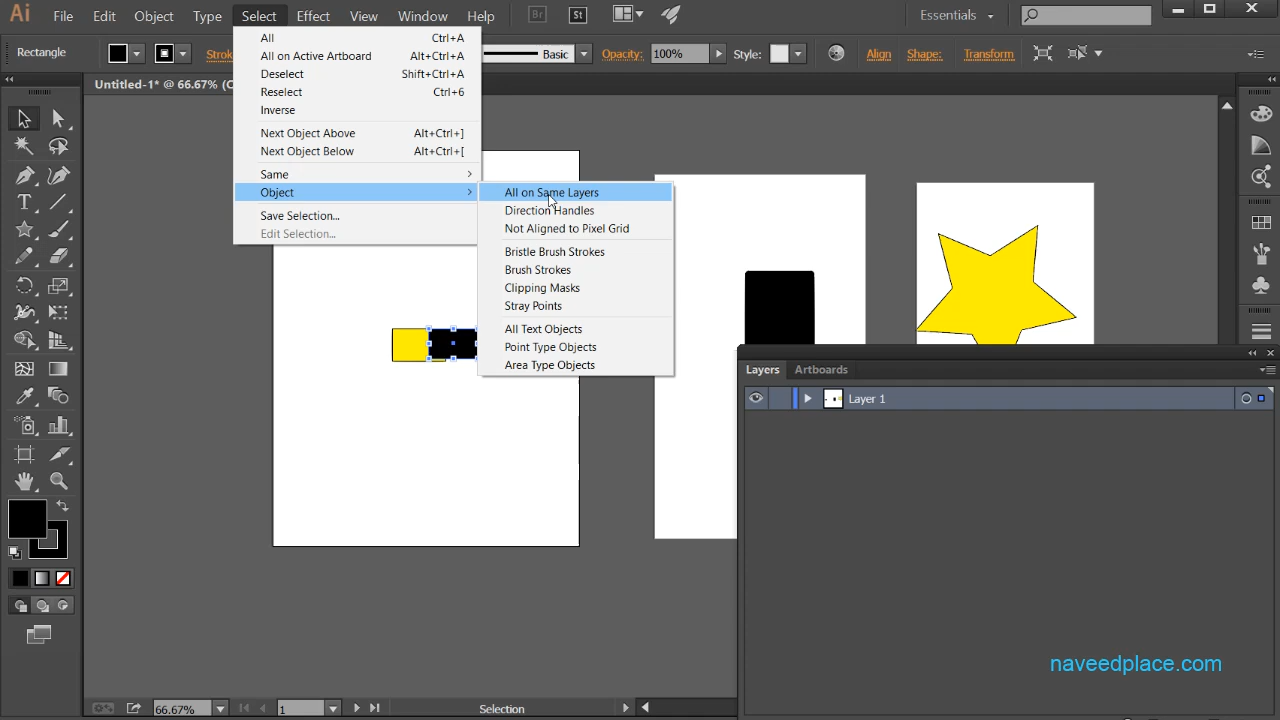 Ai File Edit Object Type Select Effect View Window Help Br St Essentials
Rectangle Strok Basic Opacity: 100% Style: Align Shape: Transform
Untitled-1* @ 66.67% (C
All Ctrl+A
All on Active Artboard Alt+Ctrl+A
Deselect Shift+Ctrl+A
Reselect Ctrl+6
Inverse
Next Object Above Alt+Ctrl+]
Next Object Below Alt+Ctrl+[
Same
Object
Save Selection...
Edit Selection...
All on Same Layers
Direction Handles
Not Aligned to Pixel Grid
Bristle Brush Strokes
Brush Strokes
Clipping Masks
Stray Points
All Text Objects
Point Type Objects
Area Type Objects
Layers Artboards
Layer 1
naveedplace.com
66.67% 1 Selection